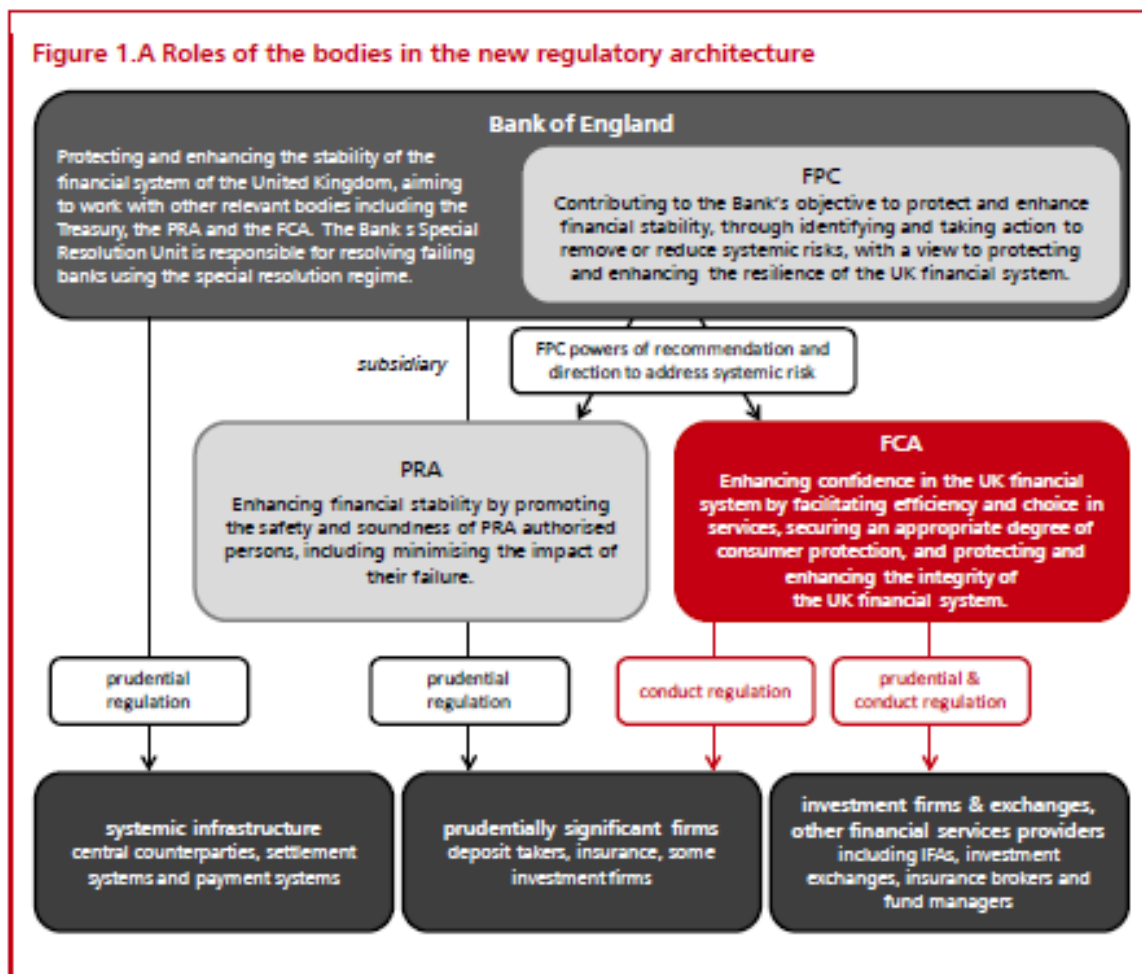 Figure 1.A Roles of the bodies in the new regulatory architecture
Bank of England
Protecting and enhancing the stability of the
financial system of the United Kingdom, aiming
to work with other relevant bodies including the
Treasury, the PRA and the FCA. The Bank s Special
Resolution Unit is responsible for resolving failing
banks using the special resolution regime.
FPC
Contributing to the Bank's objective to protect and enhance
financial stability, through identifying and taking action to
remove or reduce systemic risks, with a view to protecting
and enhancing the resilience of the UK financial system.
subsidiary
FPC powers of recommendation and
direction to address systemic risk
PRA
Enhancing financial stability by promoting
the safety and soundness of PRA authorised
persons, including minimising the impact of
their failure.
FCA
Enhancing confidence in the UK financial
system by facilitating efficiency and choice in
services, securing an appropriate degree of
consumer protection, and protecting and
enhancing the integrity of
the UK financial system.
prudential
regulation
prudential
regulation
conduct regulation
prudential &
conduct regulation
systemic infrastructure
central counterparties, settlement
systems and payment systems
prudentially significant firms
deposit takers, insurance, some
investment firms
investment firms & exchanges,
other financial services providers
including IFAs, investment
exchanges, insurance brokers and
fund managers